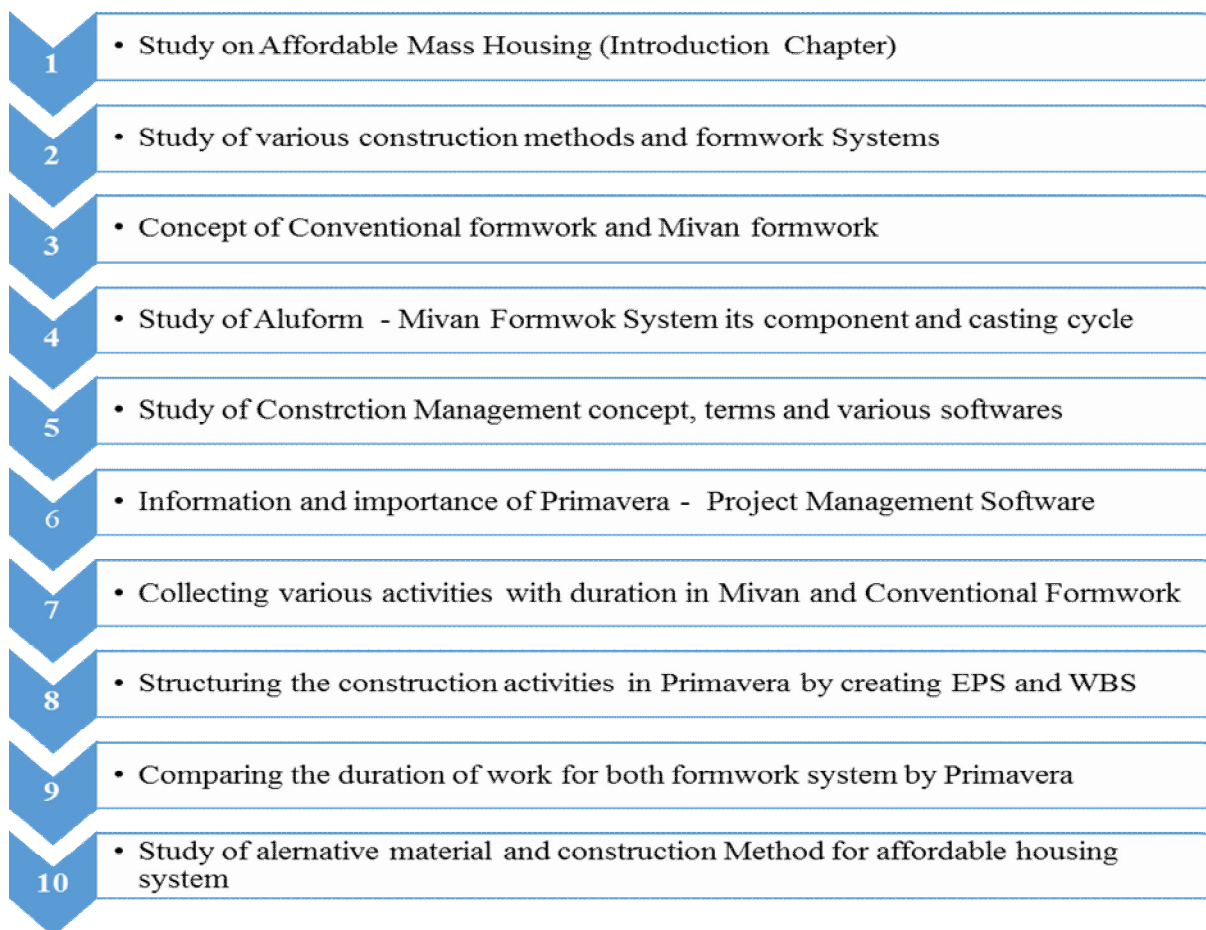 1 • Study on Affordable Mass Housing (Introduction Chapter)
2 • Study of various construction methods and formwork Systems
3 • Concept of Conventional formwork and Mivan formwork
4 • Study of Aluform - Mivan Formwok System its component and casting cycle
5 • Study of Constrction Management concept, terms and various softwares
6 • Information and importance of Primavera - Project Management Software
7 • Collecting various activities with duration in Mivan and Conventional Formwork
8 • Structuring the construction activities in Primavera by creating EPS and WBS
9 • Comparing the duration of work for both formwork system by Primavera
10 • Study of alernative material and construction Method for affordable housing
system